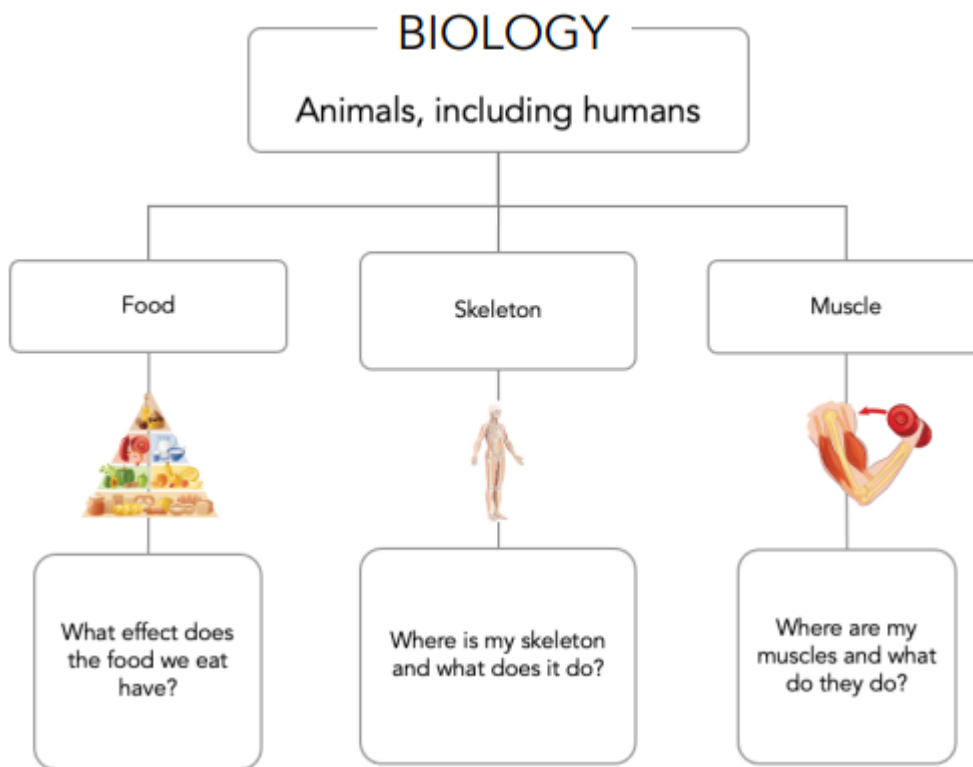 BIOLOGY
Animals, including humans
Food
Skeleton
Muscle
What effect does
the food we eat
have?
Where is my skeleton
and what does it do?
Where are my
muscles and what
do they do?